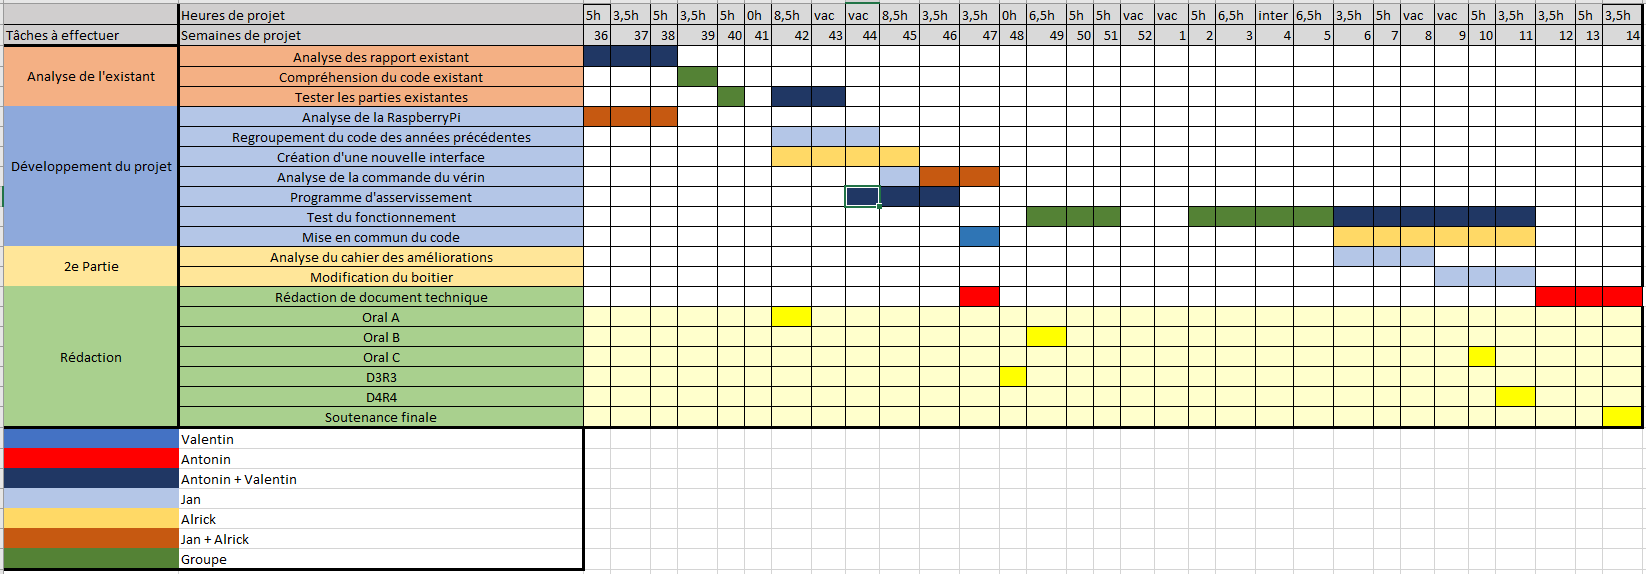 Heures de projet 5h 3,5h 5h 3,5h 5h 0h 8,5h vac vac 8,5h 3,5h 3,5h 0h 6,5h 5h 5h vac vac 5h 6,5h inter 6,5h 3,5h 5h vac vac 5h 3,5h 3,5h 5h 3,5h
Tâches à effectuer Semaines de projet 36 37 38 39 40 41 42 43 44 45 46 47 48 49 50 51 52 1 2 3 4 5 6 7 8 9 10 11 12 13 14
Analyse de l'existant
Analyse des rapport existant
Compréhension du code existant
Tester les parties existantes
Développement du projet
Analyse de la RaspberryPi
Regroupement du code des années précédentes
Création d'une nouvelle interface
Analyse de la commande du vérin
Programme d'asservissement
Test du fonctionnement
Mise en commun du code
2e Partie
Analyse du cahier des améliorations
Modification du boitier
Rédaction
Rédaction de document technique
Oral A
Oral B
Oral C
D3R3
D4R4
Soutenance finale
Valentin
Antonin
Antonin + Valentin
Jan
Alrick
Jan + Alrick
Groupe